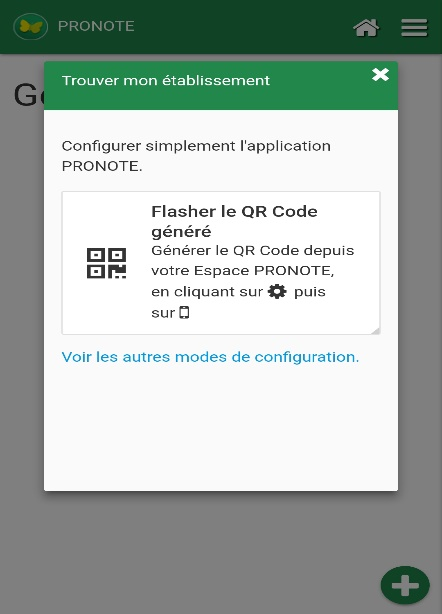 PRONOTE
Trouver mon établissement
Configurer simplement l'application
PRONOTE.
Flasher le QR Code
généré
Générer le QR Code depuis
votre Espace PRONOTE,
en cliquant sur puis
sur
Voir les autres modes de configuration.